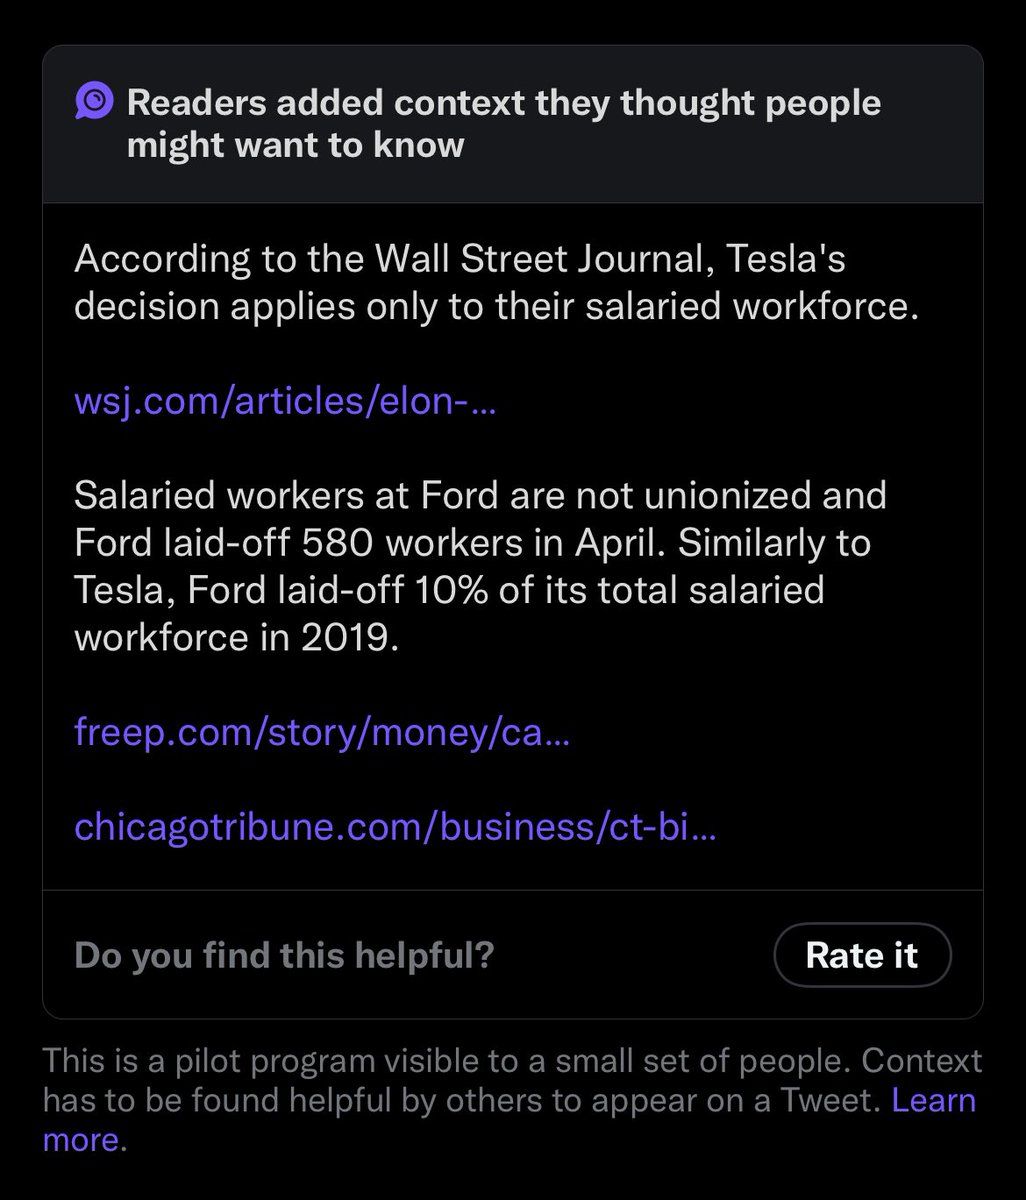 Readers added context they thought people
might want to know
According to the Wall Street Journal, Tesla's
decision applies only to their salaried workforce.
wsj.com/articles/elon-…
Salaried workers at Ford are not unionized and
Ford laid-off 580 workers in April. Similarly to
Tesla, Ford laid-off 10% of its total salaried
workforce in 2019.
freep.com/story/money/ca…
chicagotribune.com/business/ct-bi…
Do you find this helpful?
Rate it
This is a pilot program visible to a small set of people. Context
has to be found helpful by others to appear on a Tweet. Learn
more.